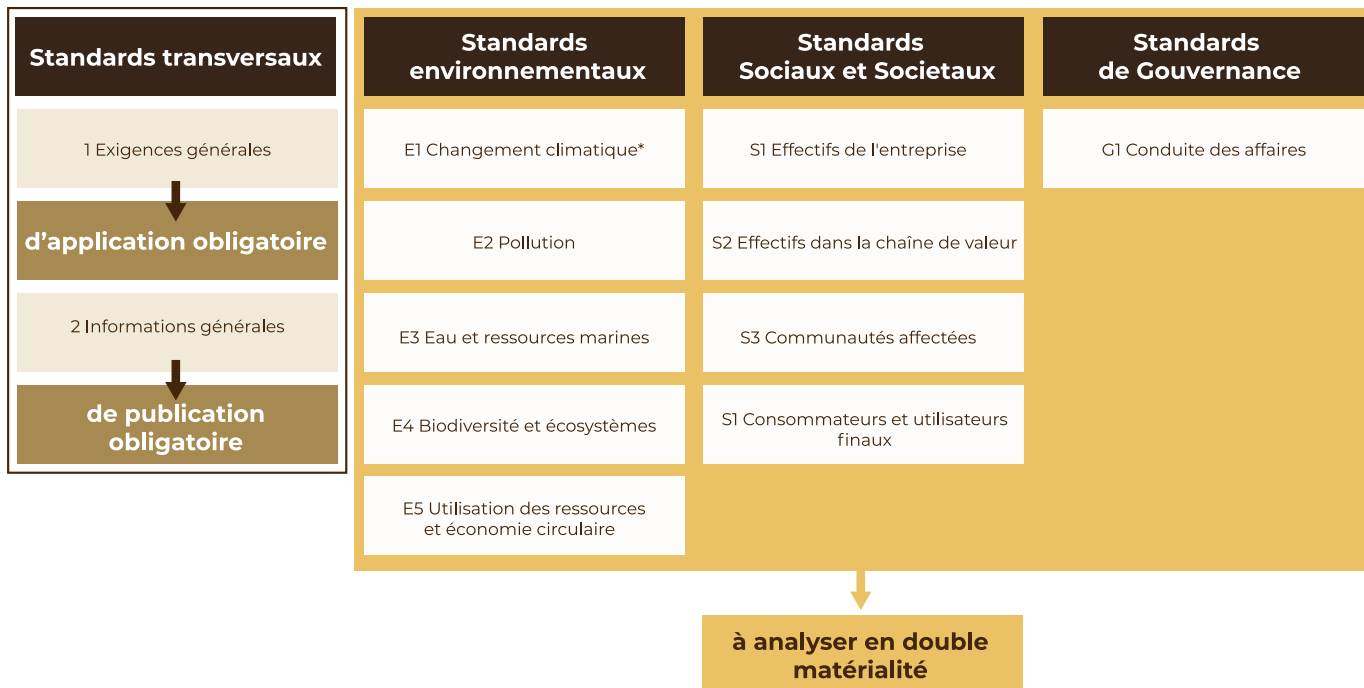 Standards transversaux
1 Exigences générales
d’application obligatoire
2 Informations générales
de publication
obligatoire
Standards
environnementaux
E1 Changement climatique*
E2 Pollution
E3 Eau et ressources marines
E4 Biodiversité et écosystèmes
E5 Utilisation des ressources
et économie circulaire
Standards
Sociaux et Societaux
S1 Effectifs de l'entreprise
S2 Effectifs dans la chaîne de valeur
S3 Communautés affectées
S1 Consommateurs et utilisateurs
finaux
Standards
de Gouvernance
G1 Conduite des affaires
à analyser en double
matérialité